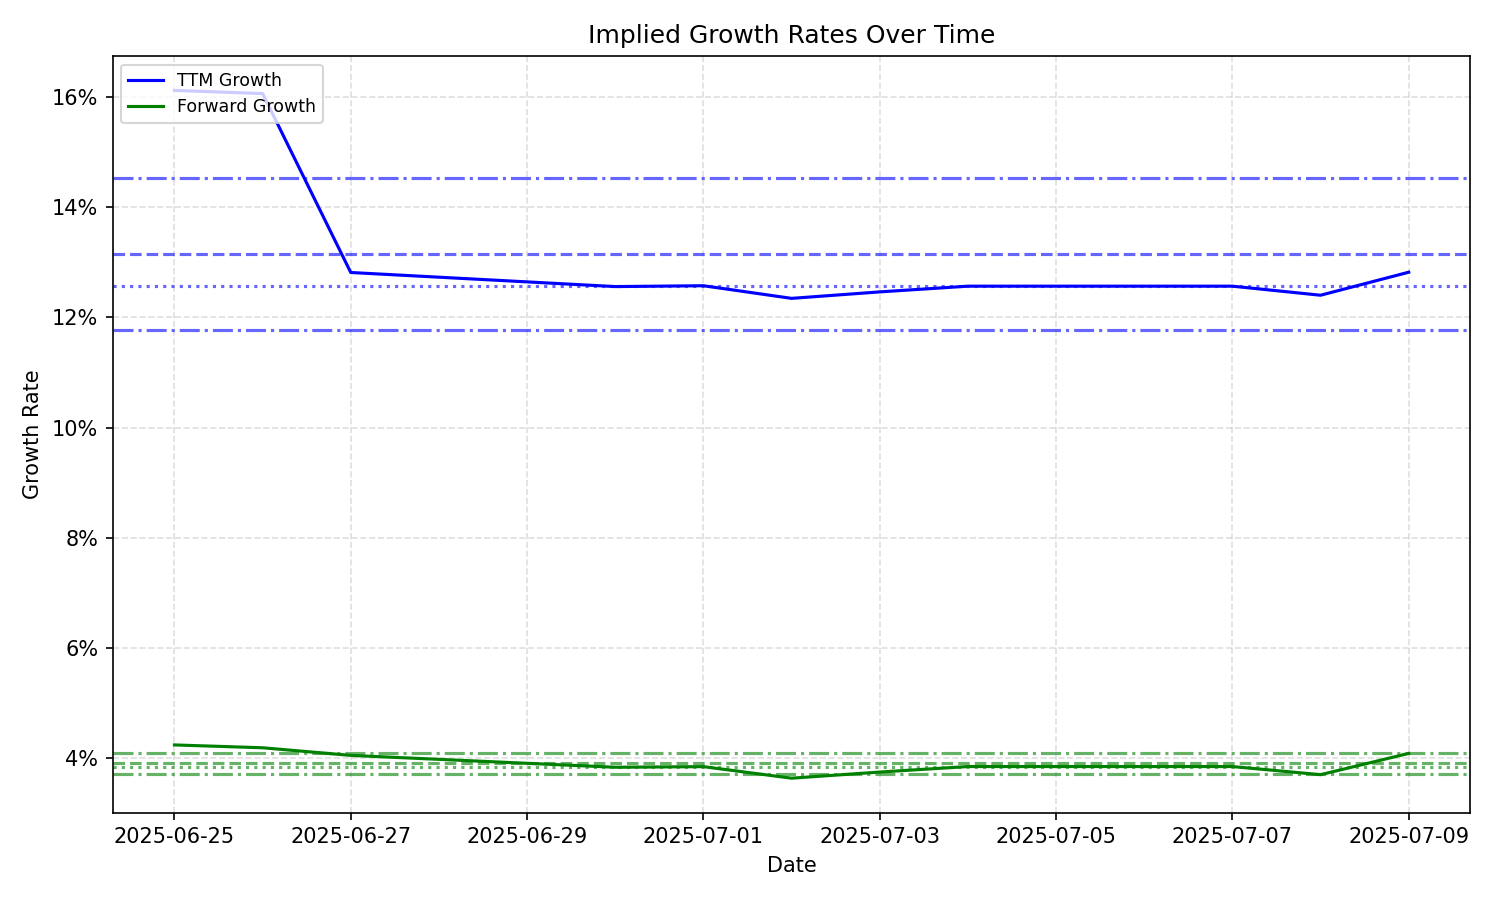 Implied Growth Rates Over Time
TTM Growth
Forward Growth
16%
14%
12%
10%
8%
6%
4%
Growth Rate
2025-06-25 2025-06-27 2025-06-29 2025-07-01 2025-07-03 2025-07-05 2025-07-07 2025-07-09
Date